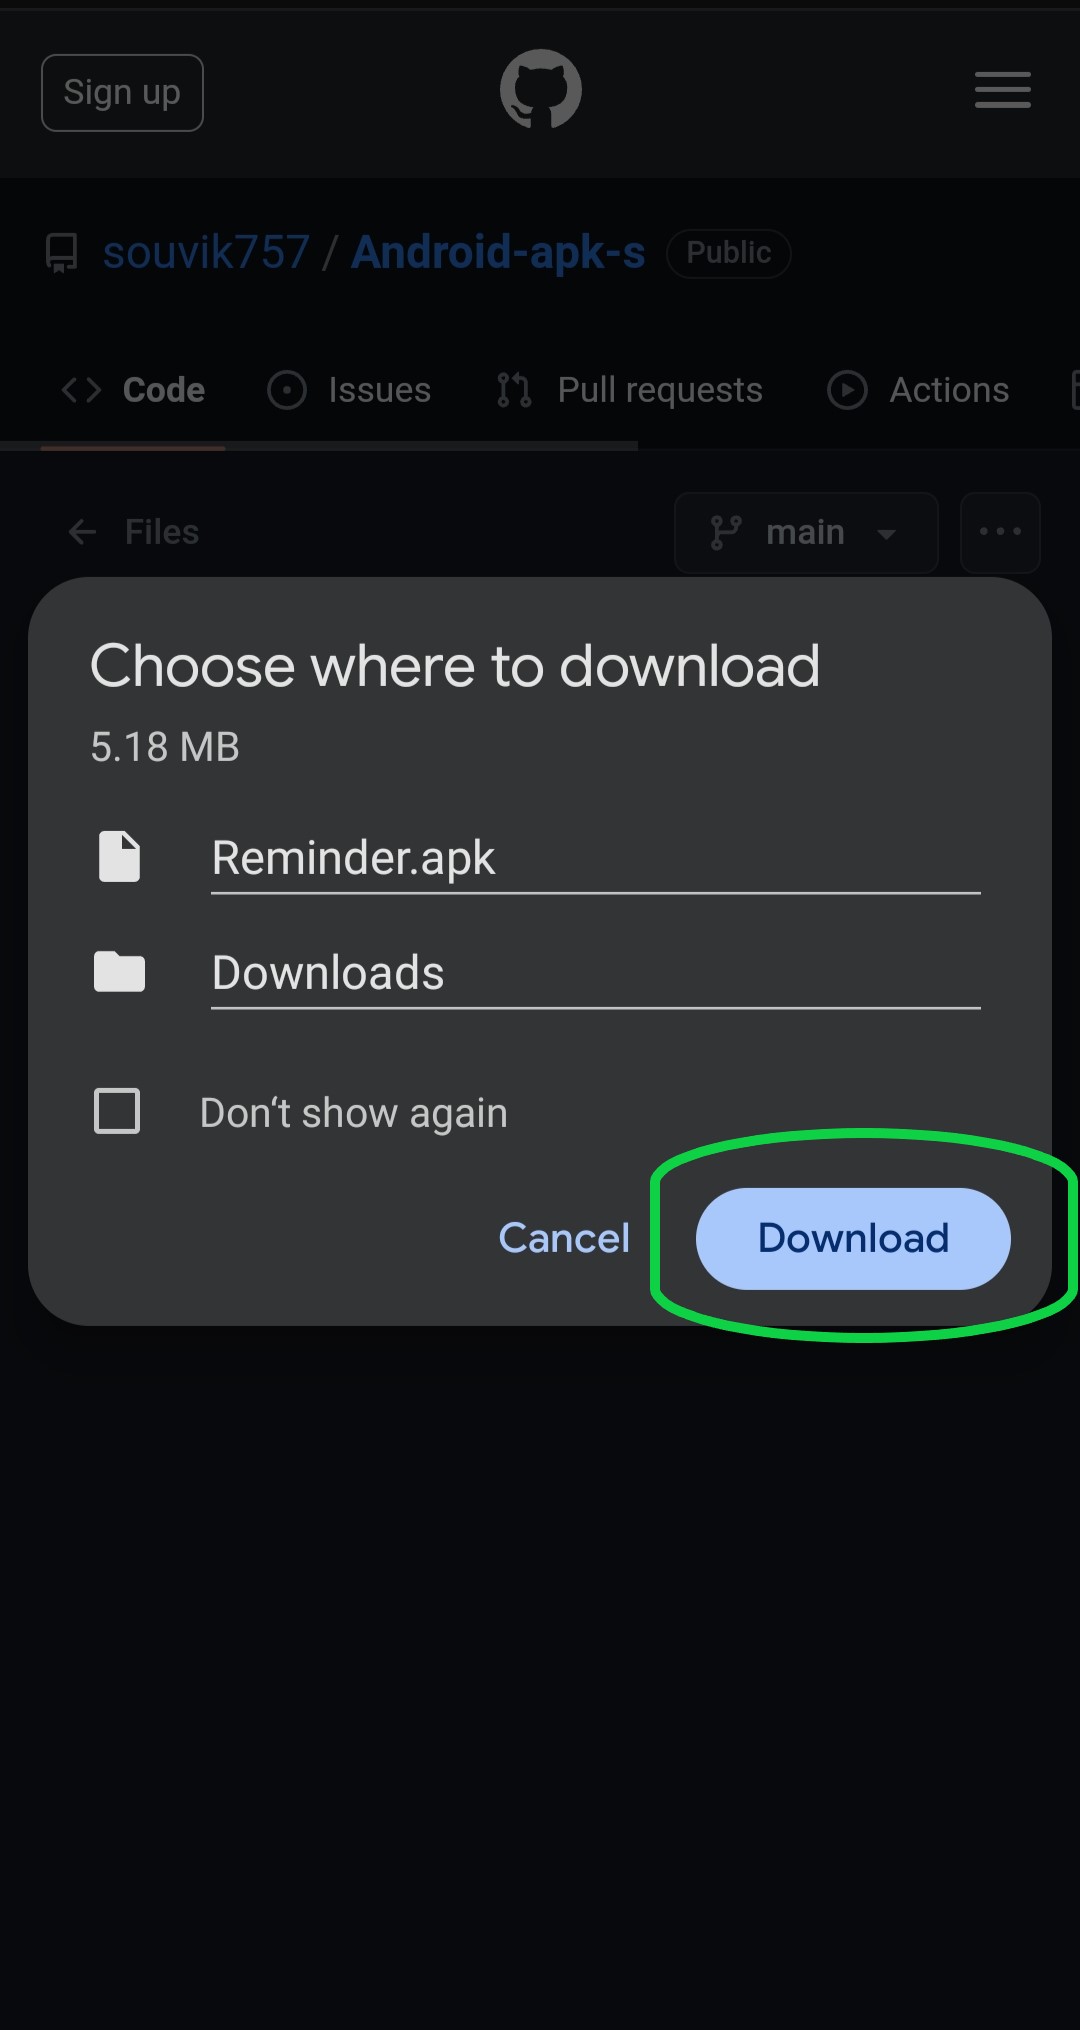 Sign up
souvik757 / Android-apk-s Public
Code Issues Pull requests Actions
Files main
Choose where to download
5.18 MB
Reminder.apk
Downloads
Don't show again
Cancel Download